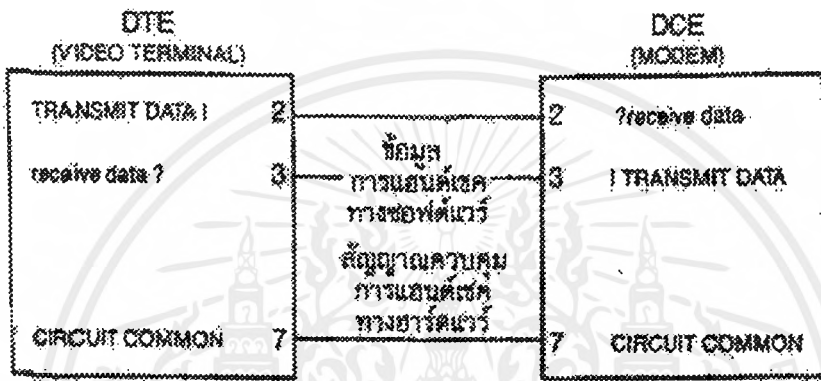 DTE
(VIDEO TERMINAL)
DCE
(MODEM)
TRANSMIT DATA ! 2
2 ?receive data
receive data ? 3
3 ! TRANSMIT DATA
ข้อมูล
การแฮนด์เชค
ทางซอฟต์แวร์
สัญญาณควบคุม
การแฮนด์เชค
ทางฮาร์ดแวร์
CIRCUIT COMMON 7
7 CIRCUIT COMMON